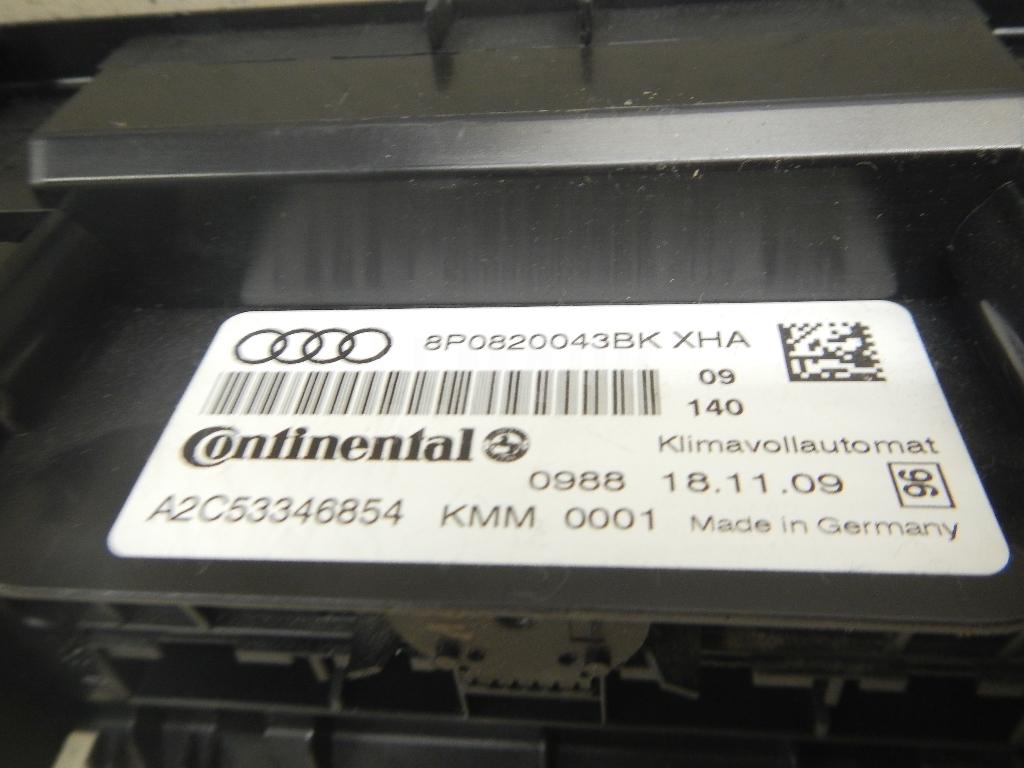 8P0820043BK XHA
09
140
Continental
Klimavollautomat
0988 18.11.09
96
A2C53346854 KMM 0001 Made in Germany